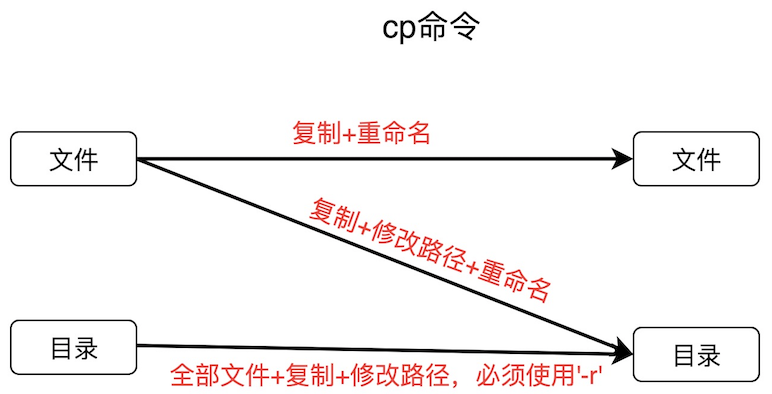 cp命令
复制+重命名
文件
文件
复制+修改路径+重命名
目录
目录
全部文件+复制+修改路径，必须使用'-r'